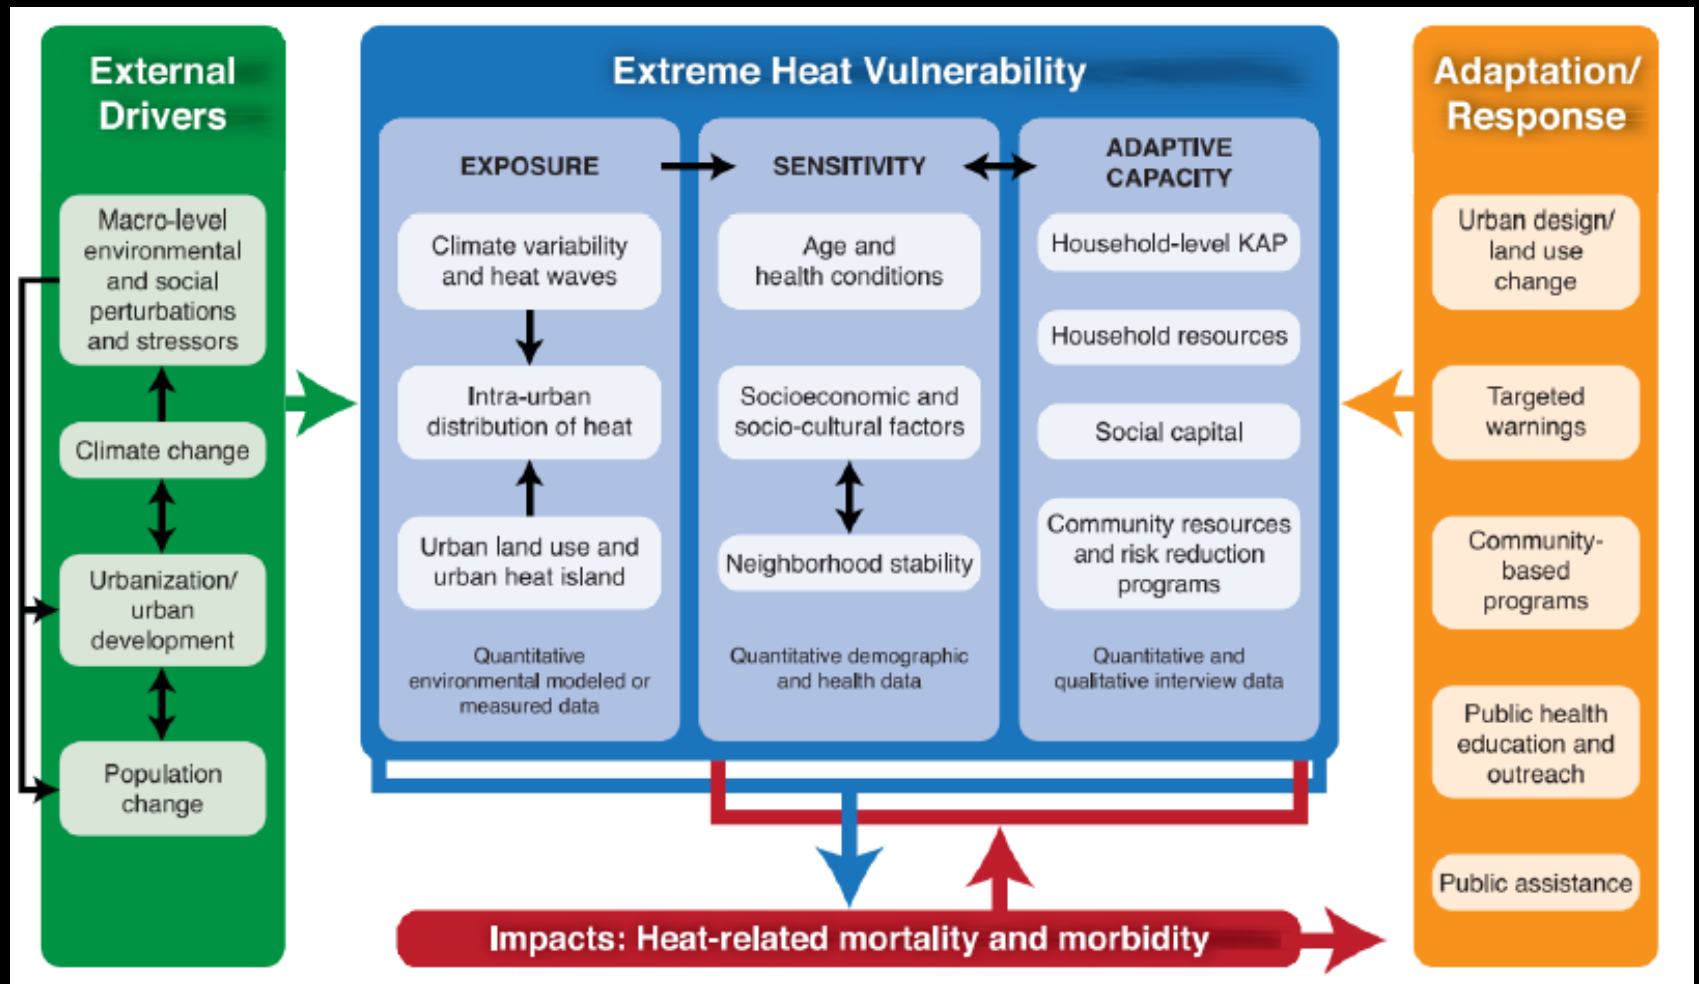 External
Drivers
Macro-level
environmental
and social
perturbations
and stressors
Climate change
Urbanization/
urban
development
Population
change
Extreme Heat Vulnerability
EXPOSURE
Climate variability
and heat waves
Intra-urban
distribution of heat
Urban land use and
urban heat island
Quantitative
environmental modeled or
measured data
SENSITIVITY
Age and
health conditions
Socioeconomic and
socio-cultural factors
Neighborhood stability
Quantitative demographic
and health data
ADAPTIVE
CAPACITY
Household-level KAP
Household resources
Social capital
Community resources
and risk reduction
programs
Quantitative and
qualitative interview data
Impacts: Heat-related mortality and morbidity
Adaptation/
Response
Urban design/
land use
change
Targeted
warnings
Community-
based
programs
Public health
education and
outreach
Public assistance